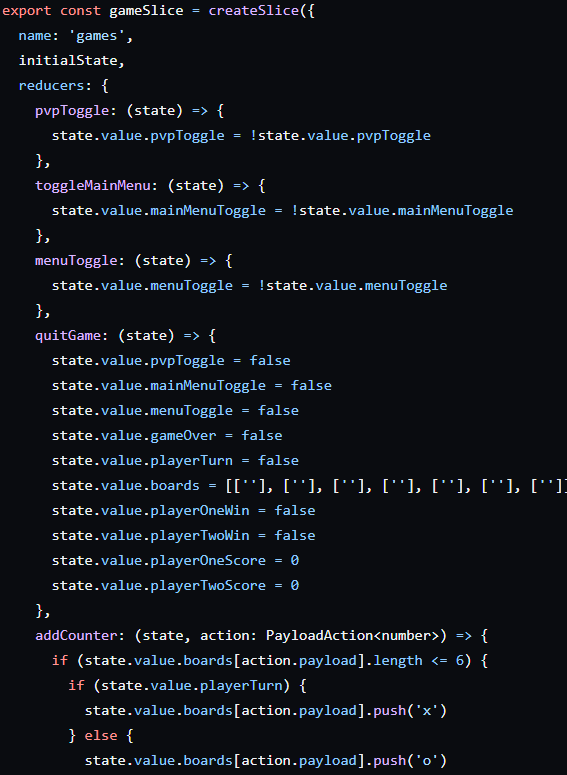 export const gameSlice = createSlice({
  name: 'games',
  initialState,
  reducers: {
    pvpToggle: (state) => {
      state.value.pvpToggle = !state.value.pvpToggle
    },
    toggleMainMenu: (state) => {
      state.value.mainMenuToggle = !state.value.mainMenuToggle
    },
    menuToggle: (state) => {
      state.value.menuToggle = !state.value.menuToggle
    },
    quitGame: (state) => {
      state.value.pvpToggle = false
      state.value.mainMenuToggle = false
      state.value.menuToggle = false
      state.value.gameOver = false
      state.value.playerTurn = false
      state.value.boards = [[''], [''], [''], [''], [''], [''], ['']]
      state.value.playerOneWin = false
      state.value.playerTwoWin = false
      state.value.playerOneScore = 0
      state.value.playerTwoScore = 0
    },
    addCounter: (state, action: PayloadAction<number>) => {
      if (state.value.boards[action.payload].length <= 6) {
        if (state.value.playerTurn) {
          state.value.boards[action.payload].push('x')
        } else {
          state.value.boards[action.payload].push('o')